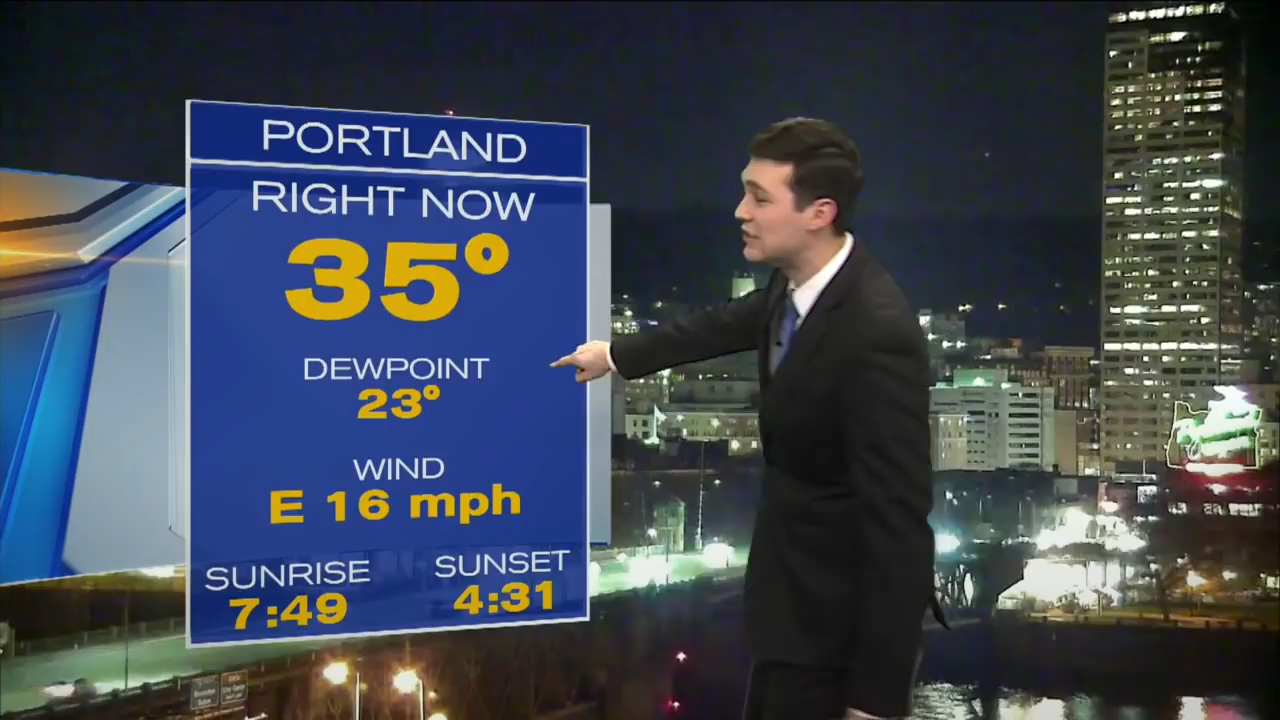 PORTLAND
RIGHT NOW
35°
DEWPOINT
23°
WIND
E 16 mph
SUNRISE SUNSET
7:49 4:31